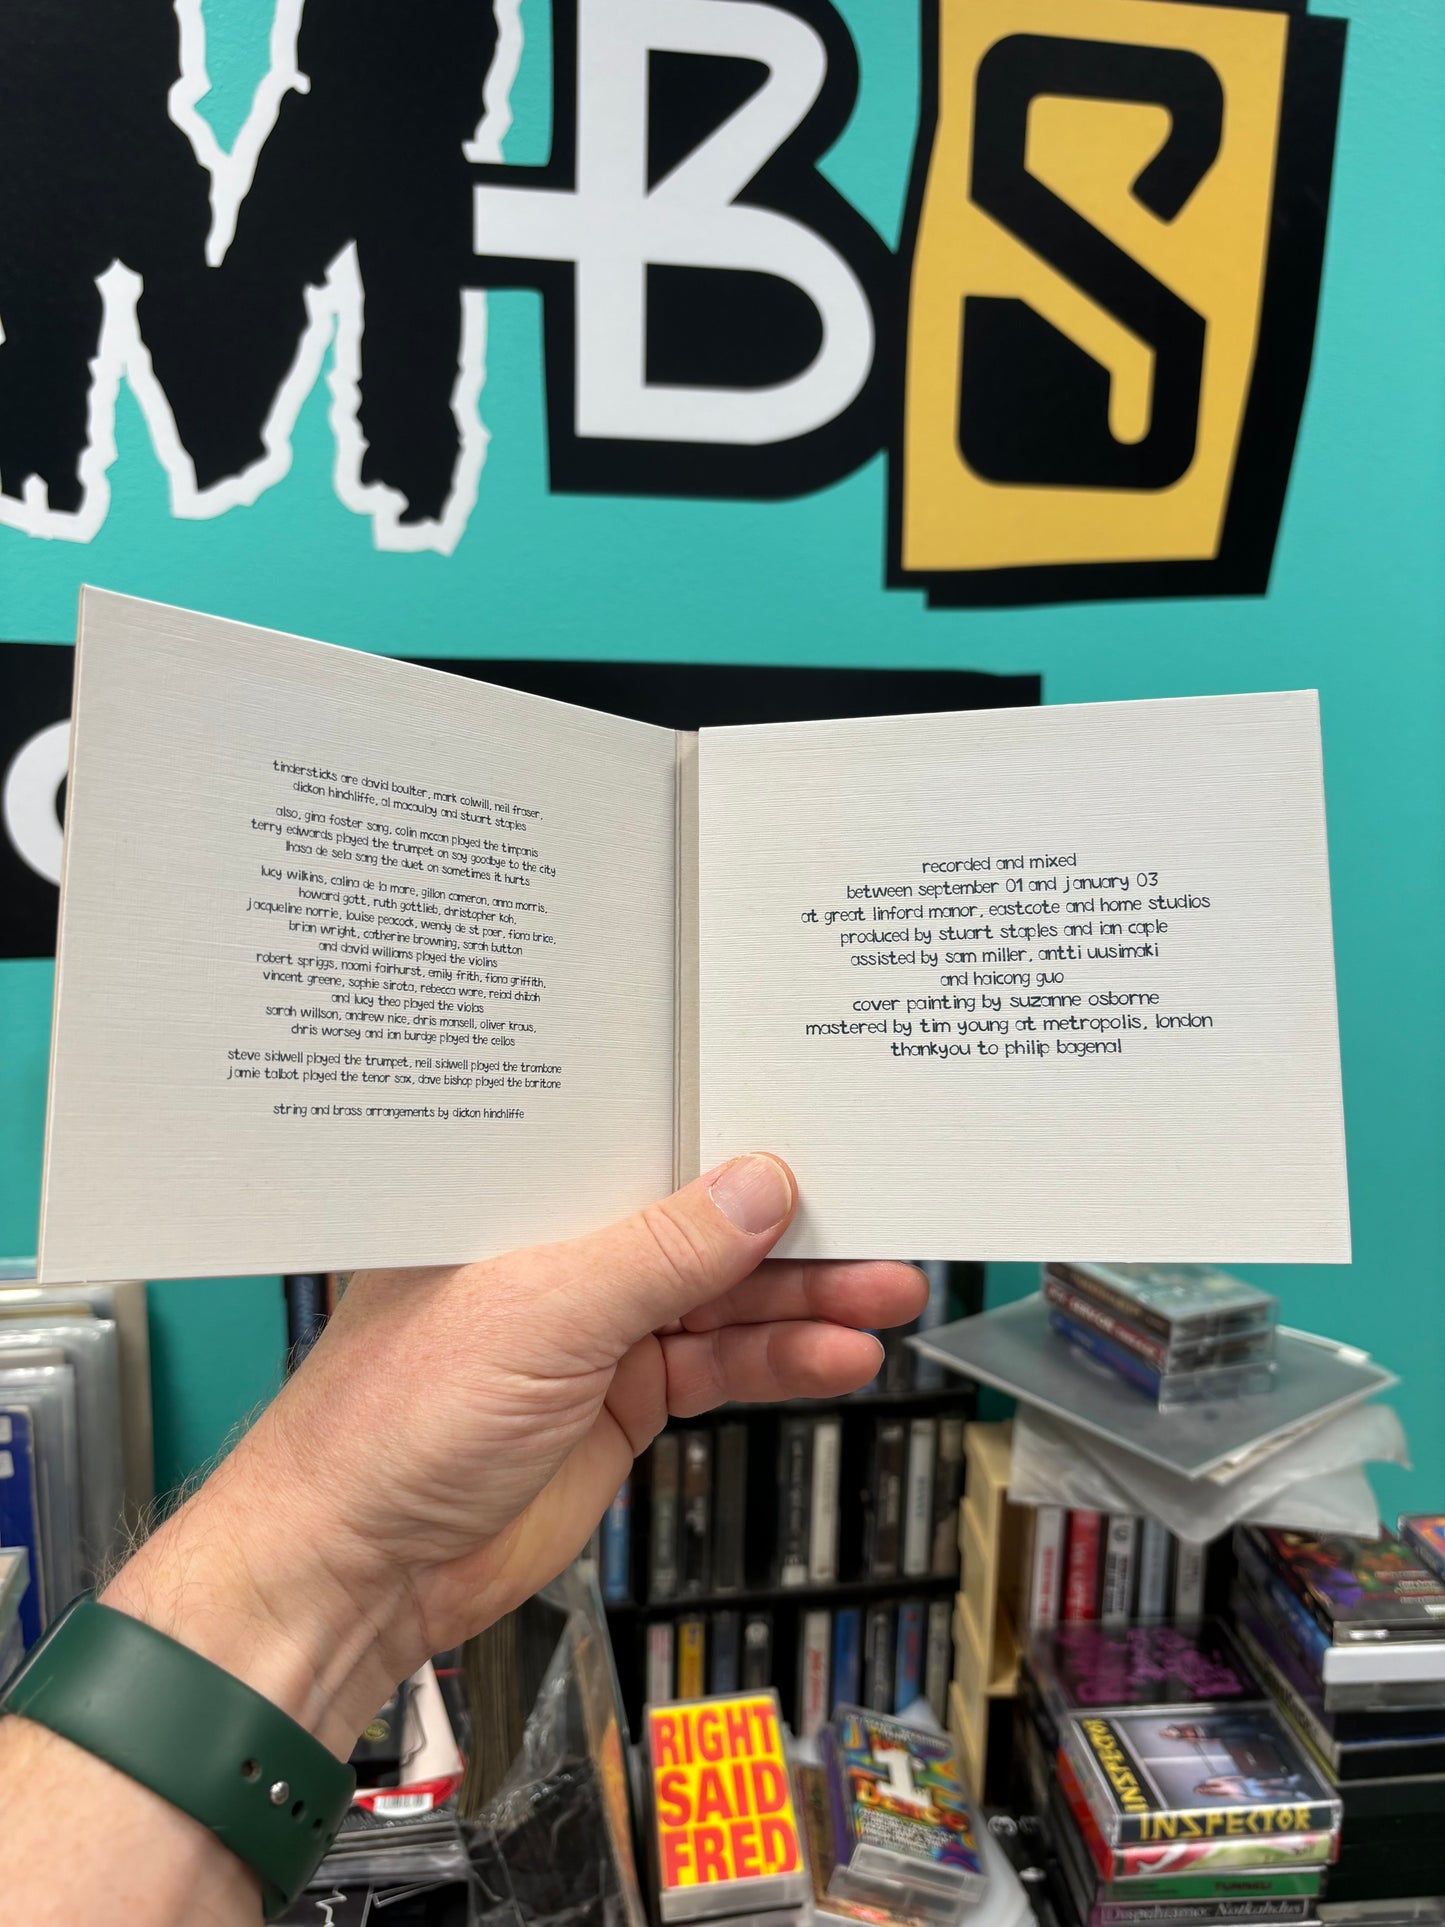 MBS
tindersticks are david boulter, mark colwill, neil fraser,
dickon hinchliffe, al macaulay and stuart staples
also, gina foster sang, colin mccan played the timpanis
terry edwards played the trumpet on say goodbye to the city
lhasa de sela sang the duet on sometimes it hurts
lucy wilkins, calina de la mare, gillon cameron, anna morris,
howard gott, ruth gottlieb, christopher koh,
jacqueline norrie, louise peacock, wendy de st paer, fiona brice,
brian wright, catherine browning, sarah button
and david williams played the violins
robert spriggs, naomi fairhurst, emily frith, fiona griffith,
vincent greene, sophie sirota, rebecca ware, reiad chibah
and lucy theo played the violas
sarah willson, andrew nice, chris mansell, oliver kraus,
chris worsey and ian burdge played the cellos
steve sidwell played the trumpet, neil sidwell played the trombone
jamie talbot played the tenor sax, dave bishop played the baritone
string and brass arrangements by dickon hinchliffe
recorded and mixed
between september 01 and january 03
at great linford manor, eastcote and home studios
produced by stuart staples and ian caple
assisted by sam miller, antti uusimaki
and haicong guo
cover painting by suzanne osborne
mastered by tim young at metropolis, london
thankyou to philip bagenal
RIGHT
SAID
FRED
INSPECTOR
INSPECTOR